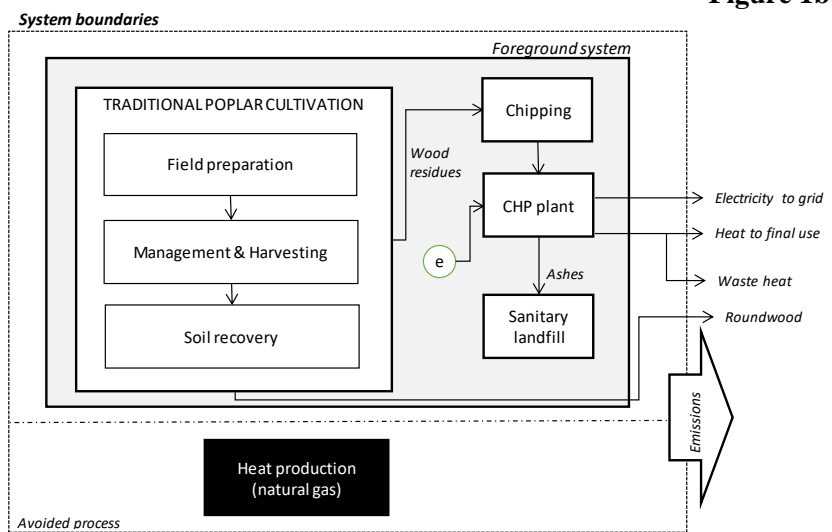 Figure 1b
System boundaries
Foreground system
TRADITIONAL POPLAR CULTIVATION
Field preparation
Management & Harvesting
Soil recovery
Wood
residues
Chipping
CHP plant
e
Ashes
Sanitary
landfill
Electricity to grid
Heat to final use
Waste heat
Roundwood
Emissions
Heat production
(natural gas)
Avoided process